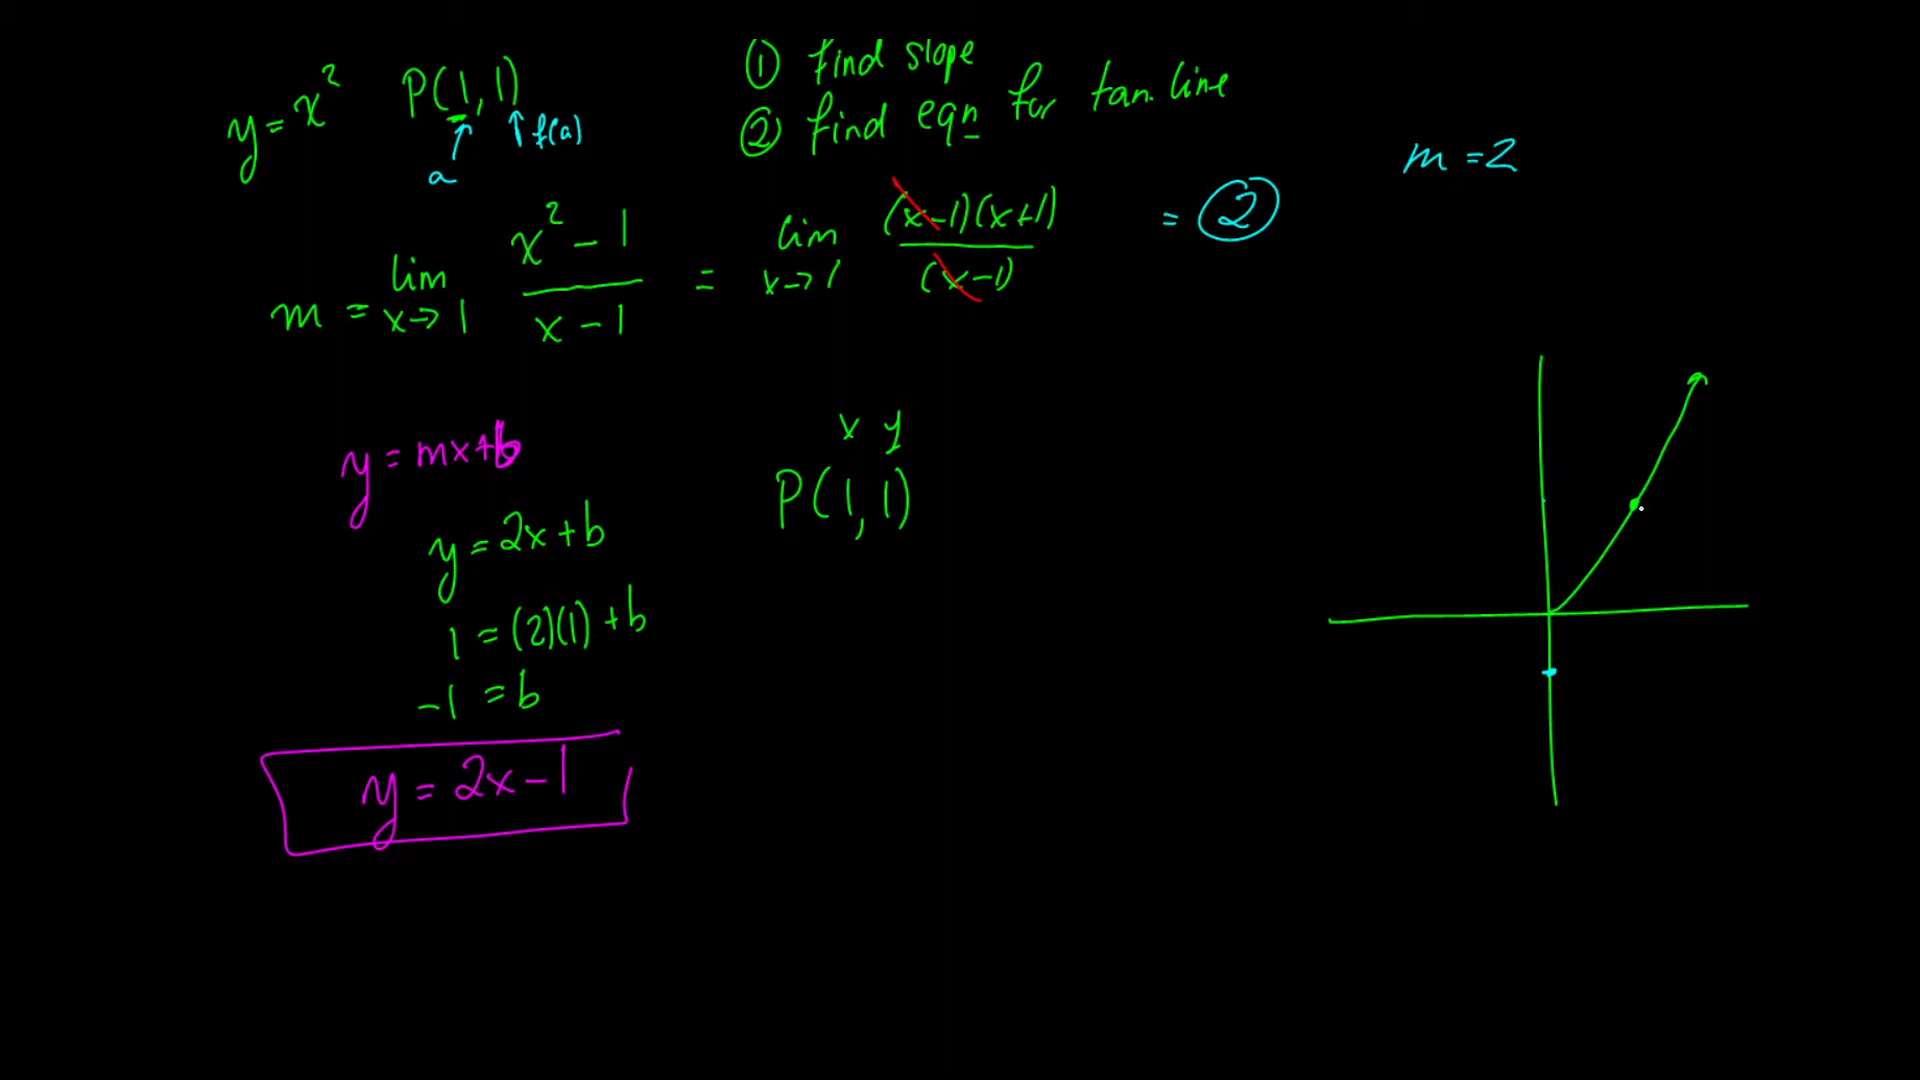 y = x² P(1, 1)
a f(a)
① find slope
② find eqn for tan. line
m = 2
m = lim x→1 x² - 1 / x - 1 = lim x→1 (x-1)(x+1) / (x-1) = 2
y = mx+b
x y
P(1, 1)
y = 2x + b
1 = (2)(1) + b
-1 = b
y = 2x - 1